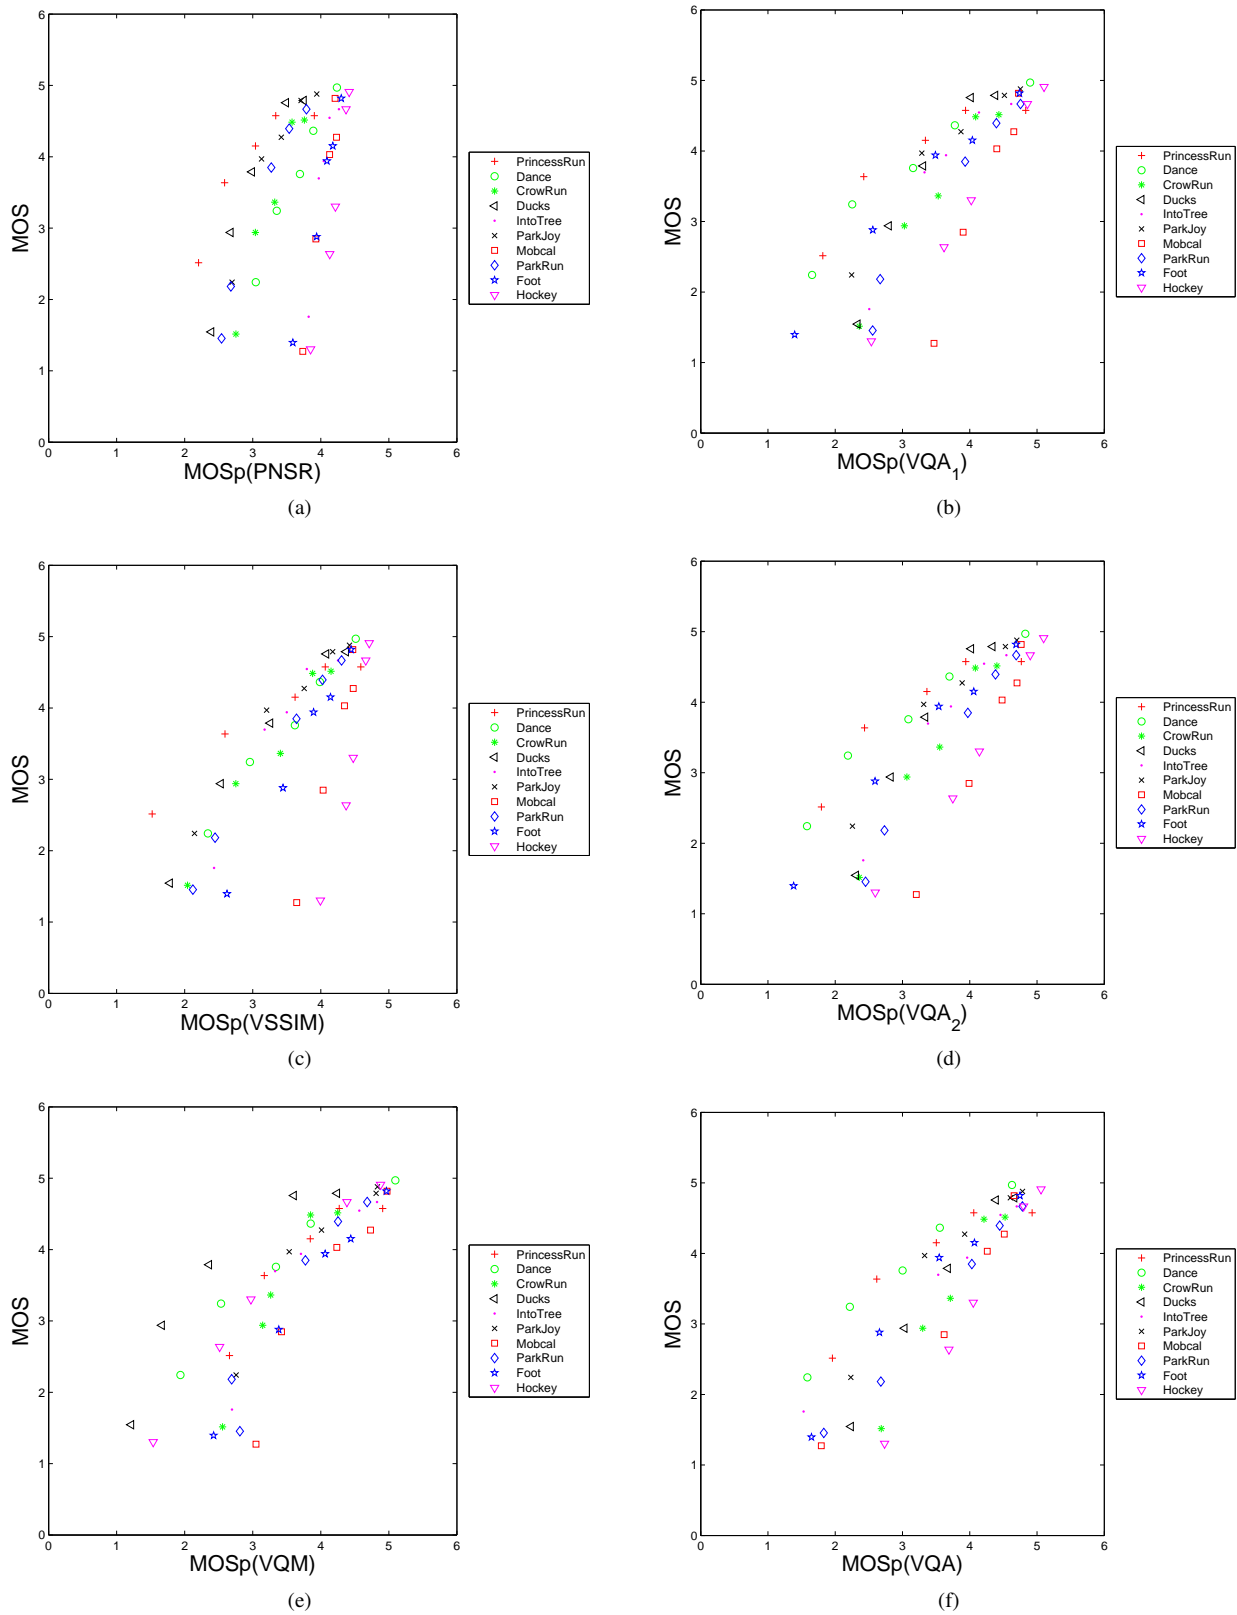 6
5
4
3
2
1
0
MOS
0 1 2 3 4 5 6
MOSp(PNSR)
PrincessRun
Dance
CrowRun
Ducks
IntoTree
ParkJoy
Mobcal
ParkRun
Foot
Hockey
(a)
6
5
4
3
2
1
0
MOS
0 1 2 3 4 5 6
MOSp(VQA1)
PrincessRun
Dance
CrowRun
Ducks
IntoTree
ParkJoy
Mobcal
ParkRun
Foot
Hockey
(b)
6
5
4
3
2
1
0
MOS
0 1 2 3 4 5 6
MOSp(VSSIM)
PrincessRun
Dance
CrowRun
Ducks
IntoTree
ParkJoy
Mobcal
ParkRun
Foot
Hockey
(c)
6
5
4
3
2
1
0
MOS
0 1 2 3 4 5 6
MOSp(VQA2)
PrincessRun
Dance
CrowRun
Ducks
IntoTree
ParkJoy
Mobcal
ParkRun
Foot
Hockey
(d)
6
5
4
3
2
1
0
MOS
0 1 2 3 4 5 6
MOSp(VQM)
PrincessRun
Dance
CrowRun
Ducks
IntoTree
ParkJoy
Mobcal
ParkRun
Foot
Hockey
(e)
6
5
4
3
2
1
0
MOS
0 1 2 3 4 5 6
MOSp(VQA)
PrincessRun
Dance
CrowRun
Ducks
IntoTree
ParkJoy
Mobcal
ParkRun
Foot
Hockey
(f)